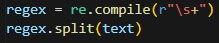 regex = re.compile(r"\s+")
regex.split(text)